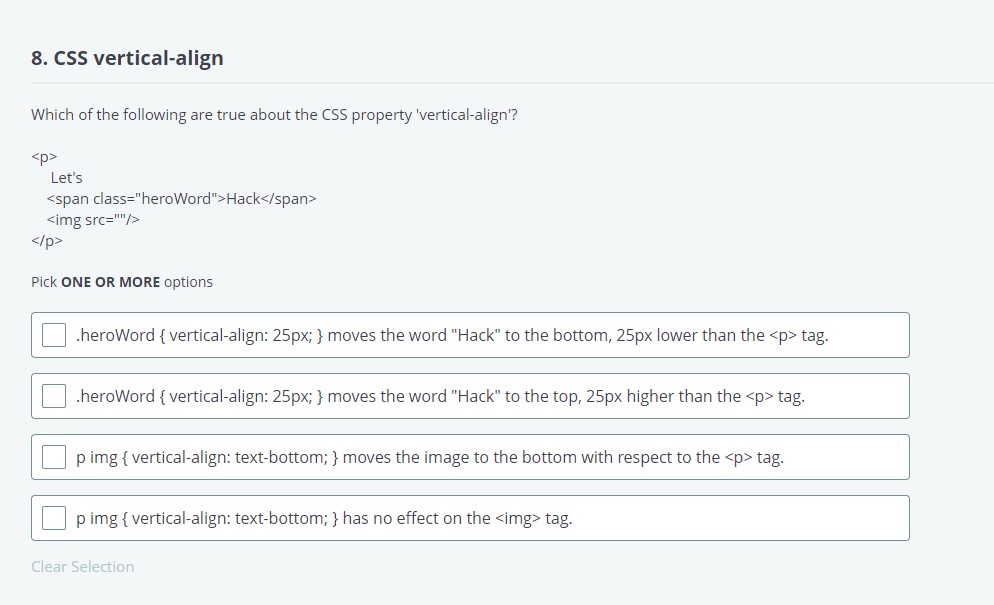 8. CSS vertical-align
Which of the following are true about the CSS property 'vertical-align'?
<p>
Let's
<span class="heroWord">Hack</span>
<img src=""/>
</p>
Pick ONE OR MORE options
.heroWord { vertical-align: 25px; } moves the word "Hack" to the bottom, 25px lower than the <p> tag.
.heroWord { vertical-align: 25px; } moves the word "Hack" to the top, 25px higher than the <p> tag.
p img { vertical-align: text-bottom; } moves the image to the bottom with respect to the <p> tag.
p img { vertical-align: text-bottom; } has no effect on the <img> tag.
Clear Selection